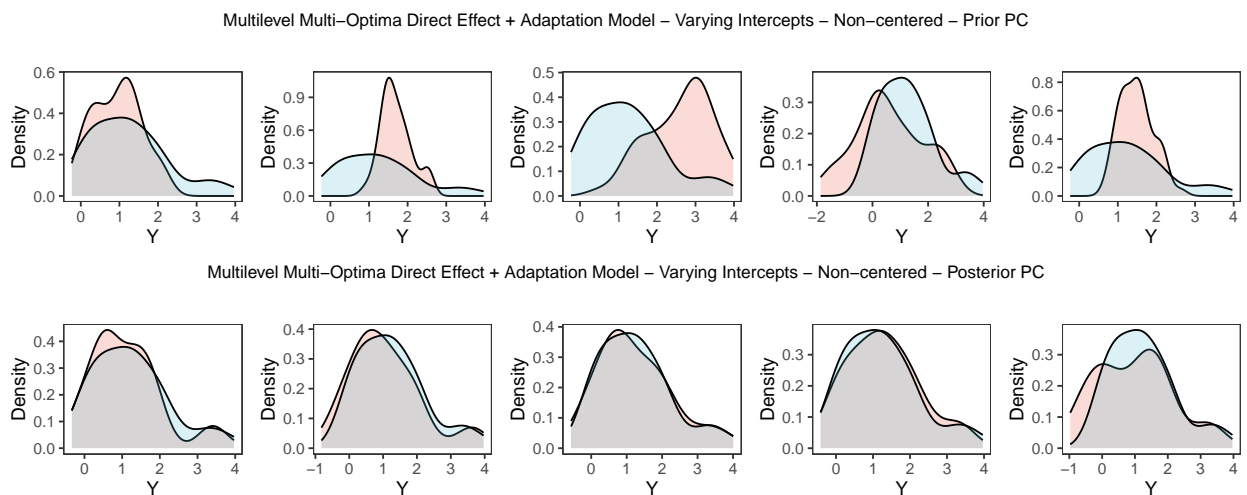 Multilevel Multi−Optima Direct Effect + Adaptation Model − Varying Intercepts − Non−centered − Prior PC
0.6
0.4
0.2
0.0
Density
0 1 2 3 4
Y
0.9
0.6
0.3
0.0
Density
0 1 2 3 4
Y
0.5
0.4
0.3
0.2
0.1
0.0
Density
0 1 2 3 4
Y
0.3
0.2
0.1
0.0
Density
−2 0 2 4
Y
0.8
0.6
0.4
0.2
0.0
Density
0 1 2 3 4
Y
Multilevel Multi−Optima Direct Effect + Adaptation Model − Varying Intercepts − Non−centered − Posterior PC
0.4
0.3
0.2
0.1
0.0
Density
0 1 2 3 4
Y
0.4
0.3
0.2
0.1
0.0
Density
−1 0 1 2 3 4
Y
0.4
0.3
0.2
0.1
0.0
Density
0 1 2 3 4
Y
0.3
0.2
0.1
0.0
Density
0 1 2 3 4
Y
0.3
0.2
0.1
0.0
Density
−1 0 1 2 3 4
Y